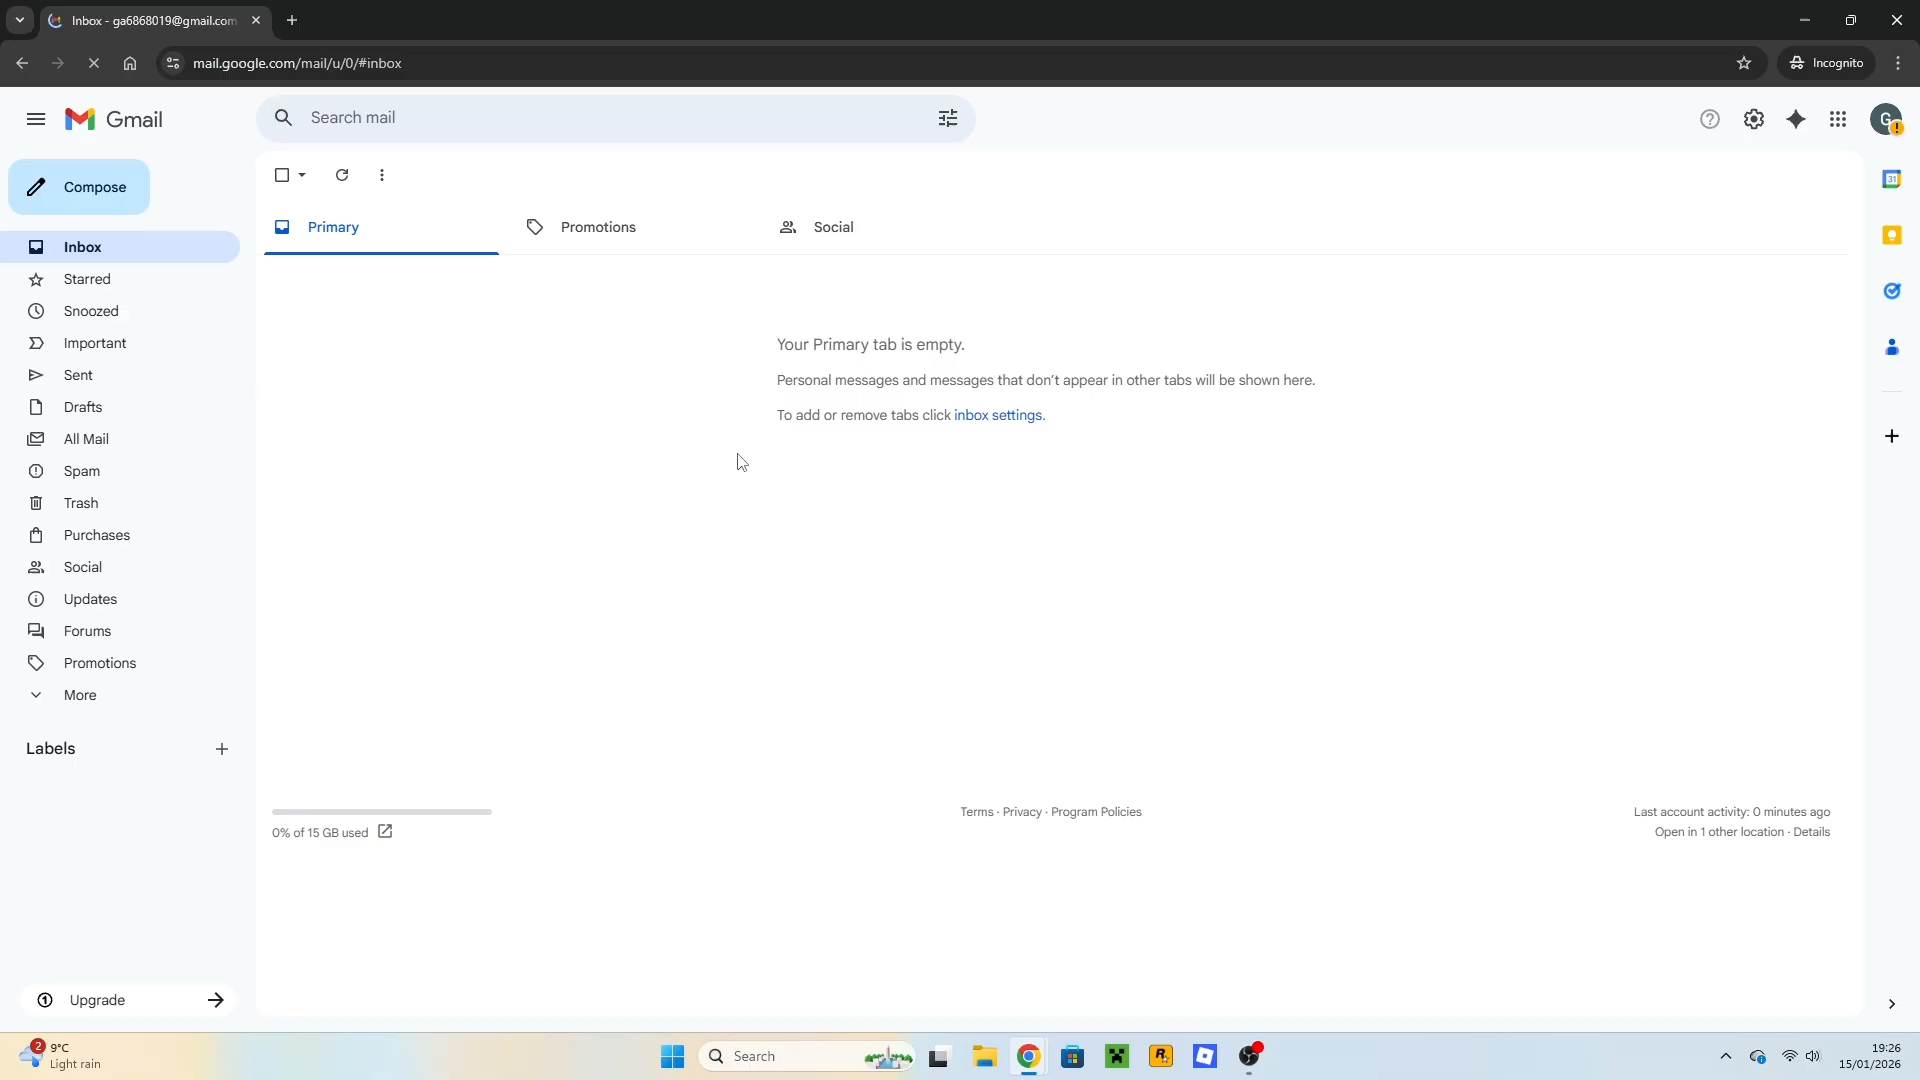 Inbox - ga6868019@gmail.com
mail.google.com/mail/u/0/#inbox
Incognito
Gmail
Search mail
G
!
Compose
31
Primary
Promotions
Social
Inbox
Starred
Snoozed
Important
Sent
Drafts
All Mail
Spam
Trash
Purchases
Social
Updates
Forums
Promotions
More
Labels
Your Primary tab is empty.
Personal messages and messages that don't appear in other tabs will be shown here.
To add or remove tabs click inbox settings.
0% of 15 GB used
Terms · Privacy · Program Policies
Last account activity: 0 minutes ago
Open in 1 other location · Details
Upgrade
2
9°C
Light rain
Search
R
19:26
15/01/2026